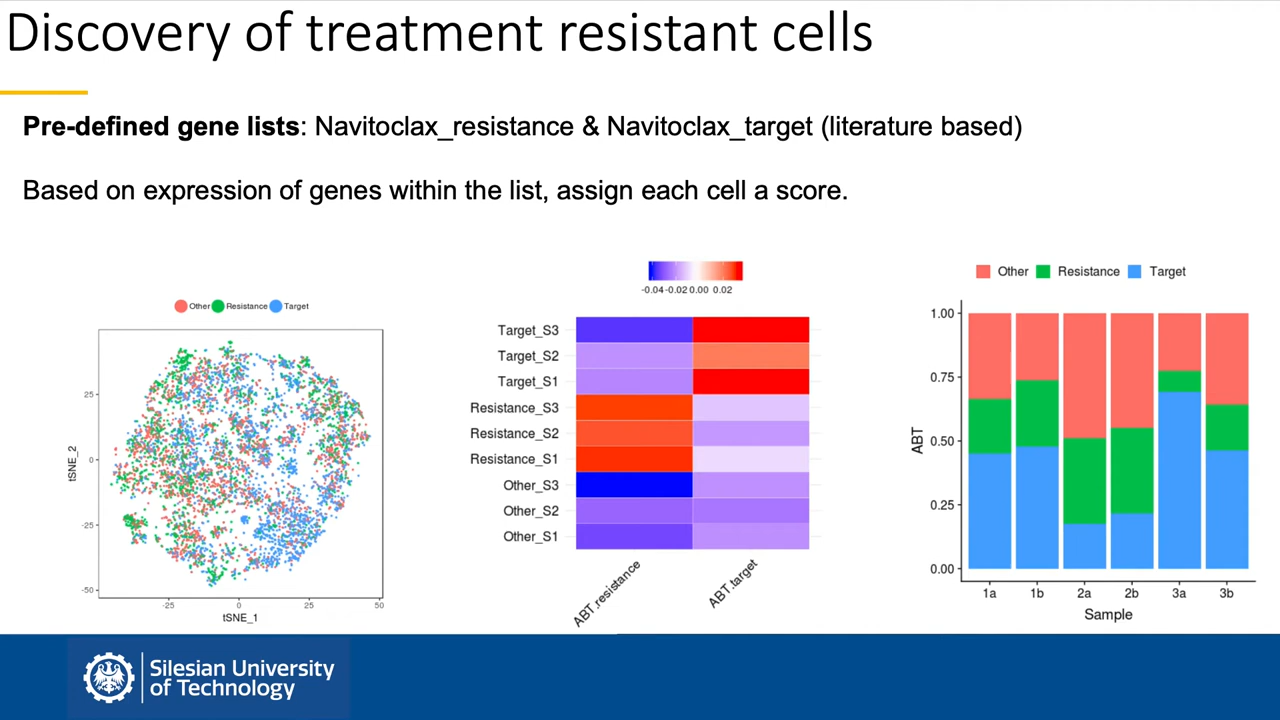 Discovery of treatment resistant cells
Pre-defined gene lists: Navitoclax_resistance & Navitoclax_target (literature based)
Based on expression of genes within the list, assign each cell a score.
Other Resistance Target
25
0
-25
-50
tSNE_2
-25 0 25 50
tSNE_1
-0.04 -0.02 0.00 0.02
Target_S3
Target_S2
Target_S1
Resistance_S3
Resistance_S2
Resistance_S1
Other_S3
Other_S2
Other_S1
ABT.resistance
ABT.target
Other Resistance Target
1.00
0.75
0.50
0.25
0.00
ABT
1a 1b 2a 2b 3a 3b
Sample
Silesian University
of Technology